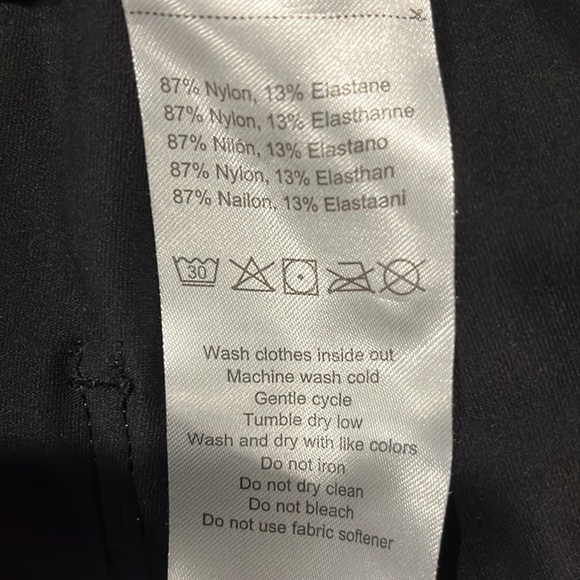 87% Nylon, 13% Elastane
87% Nylon, 13% Elasthanne
87% Nilón, 13% Elastano
87% Nylon, 13% Elasthan
87% Nailon, 13% Elastaani
30
Wash clothes inside out
Machine wash cold
Gentle cycle
Tumble dry low
Wash and dry with like colors
Do not iron
Do not dry clean
Do not bleach
Do not use fabric softener